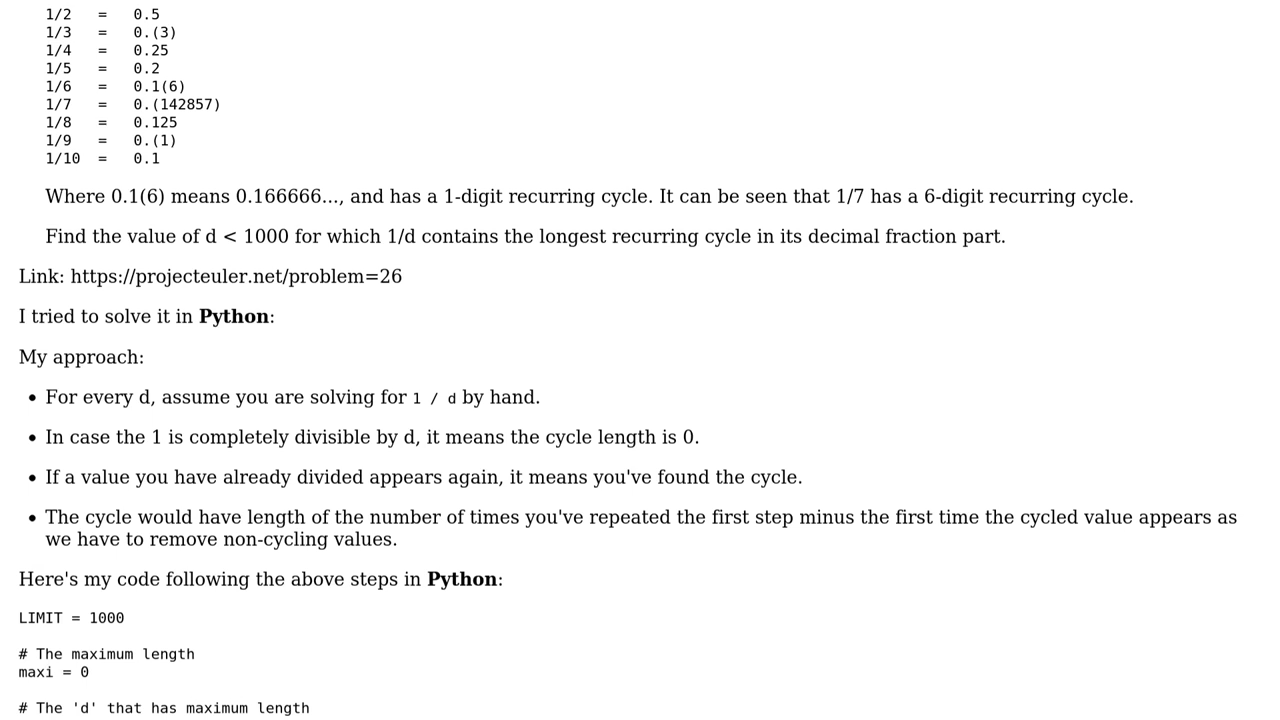 1/2   =   0.5
1/3   =   0.(3)
1/4   =   0.25
1/5   =   0.2
1/6   =   0.1(6)
1/7   =   0.(142857)
1/8   =   0.125
1/9   =   0.(1)
1/10  =   0.1
Where 0.1(6) means 0.166666..., and has a 1-digit recurring cycle. It can be seen that 1/7 has a 6-digit recurring cycle.
Find the value of d < 1000 for which 1/d contains the longest recurring cycle in its decimal fraction part.
Link: https://projecteuler.net/problem=26
I tried to solve it in Python:
My approach:
• For every d, assume you are solving for 1 / d by hand.
• In case the 1 is completely divisible by d, it means the cycle length is 0.
• If a value you have already divided appears again, it means you've found the cycle.
• The cycle would have length of the number of times you've repeated the first step minus the first time the cycled value appears as
we have to remove non-cycling values.
Here's my code following the above steps in Python:
LIMIT = 1000
# The maximum length
maxi = 0
# The 'd' that has maximum length